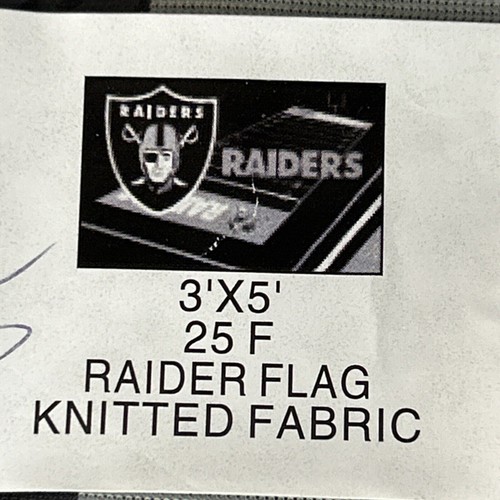 RAIDERS
RAIDERS
3'X5'
25 F
RAIDER FLAG
KNITTED FABRIC